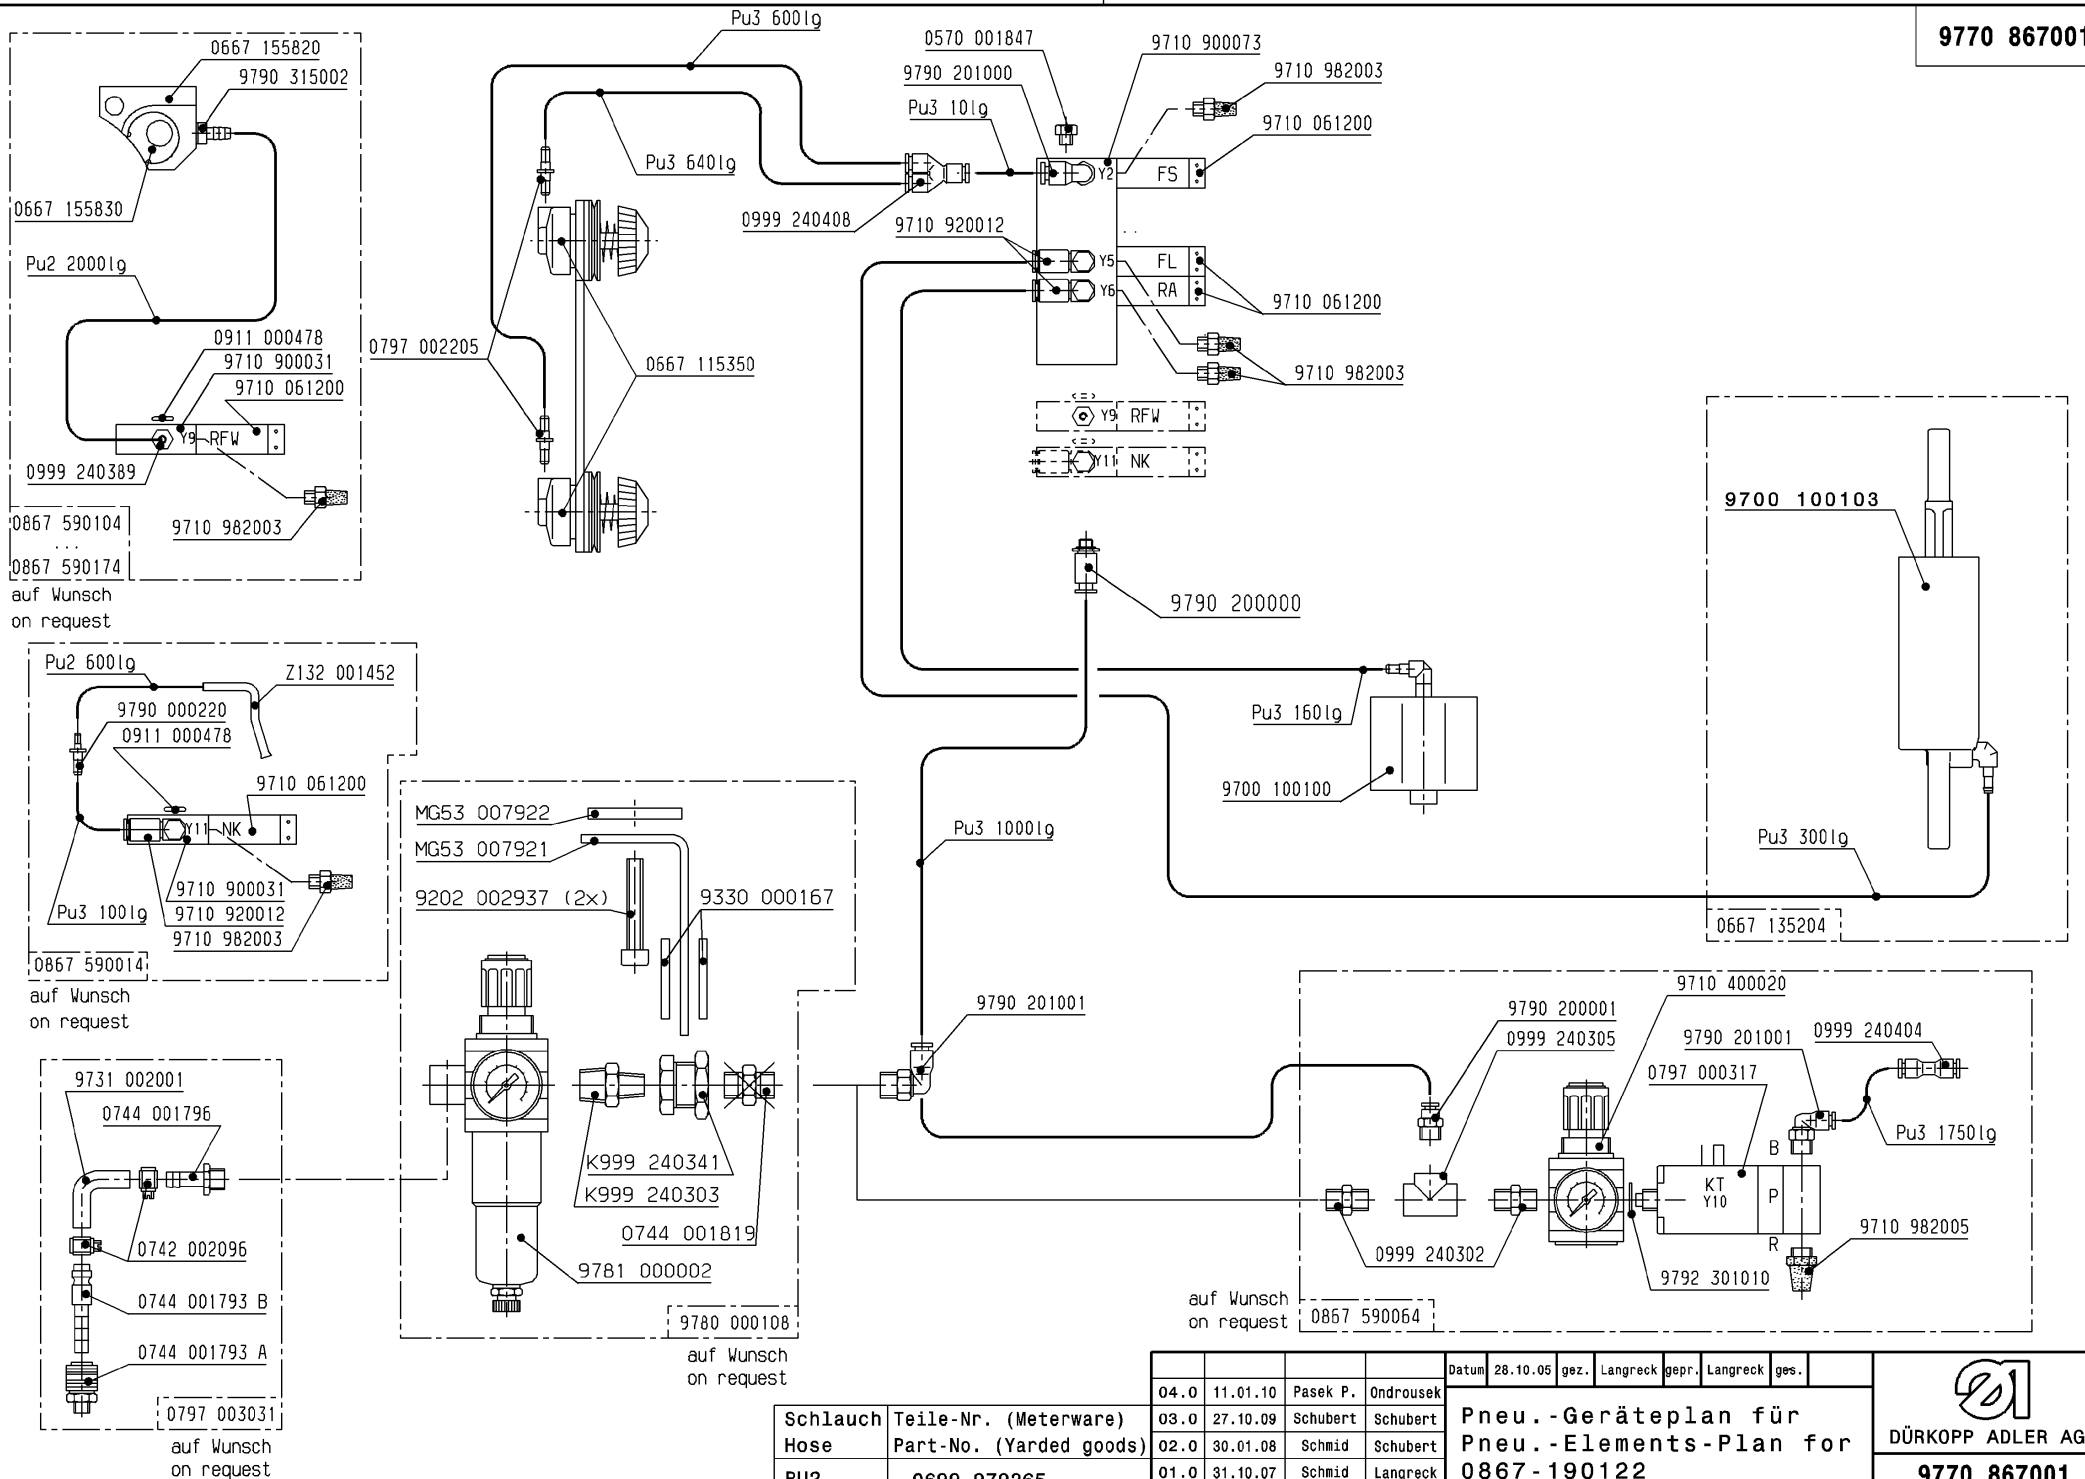 9770 867001
0667 155820
9790 315002
0667 155830
Pu2 2000lg
0911 000478
9710 900031
9710 061200
Y9 RFW
0999 240389
9710 982003
0867 590104
...
0867 590174
auf Wunsch
on request
Pu3 600lg
Pu3 640lg
0797 002205
0667 115350
0999 240408
0570 001847
9790 201000
Pu3 10lg
9710 900073
9710 982003
9710 061200
Y2 FS
9710 920012
Y5 FL
Y6 RA
9710 061200
9710 982003
Y9 RFW
Y11 NK
9790 200000
Pu3 160lg
9700 100100
Pu3 1000lg
9700 100103
Pu3 300lg
0667 135204
Pu2 600lg
Z132 001452
9790 000220
0911 000478
9710 061200
Y11 NK
9710 900031
Pu3 100lg
9710 920012
9710 982003
0867 590014
auf Wunsch
on request
MG53 007922
MG53 007921
9202 002937 (2x)
9330 000167
K999 240341
K999 240303
0744 001819
9781 000002
9780 000108
auf Wunsch
on request
9731 002001
0744 001796
0742 002096
0744 001793 B
0744 001793 A
0797 003031
auf Wunsch
on request
9790 201001
9710 400020
9790 200001
0999 240305
9790 201001
0999 240404
0797 000317
Pu3 1750lg
B
KT
Y10
P
R
9710 982005
0999 240302
9792 301010
auf Wunsch
on request
0867 590064
Schlauch Teile-Nr. (Meterware)
Hose Part-No. (Yarded goods)
04.0 11.01.10 Pasek P. Ondrousek
03.0 27.10.09 Schubert Schubert
02.0 30.01.08 Schmid Schubert
01.0 31.10.07 Schmid Langreck
Datum 28.10.05 gez. Langreck gepr. Langreck ges.
Pneu.-Geräteplan für
Pneu.-Elements-Plan for
0867-190122
DÜRKOPP ADLER AG
9770 867001